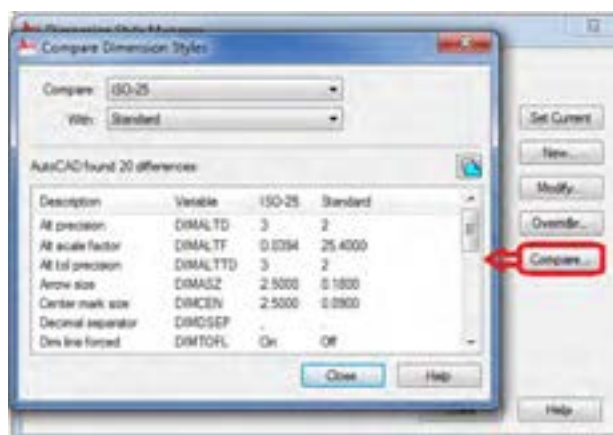 Dimension Style Manager
Compare Dimension Styles
Compare: ISO-25
With: Standard
AutoCAD found 20 differences:
Description Variable ISO-25 Standard
Alt precision DIMALTD 3 2
Alt scale factor DIMALTF 0.0394 25.4000
Alt tol precision DIMALTTD 3 2
Arrow size DIMASZ 2.5000 0.1800
Center mark size DIMCEN 2.5000 0.0900
Decimal separator DIMDSEP , .
Dim line forced DIMTOFL On Off
Close Help
Set Current
New...
Modify...
Override...
Compare...
Help